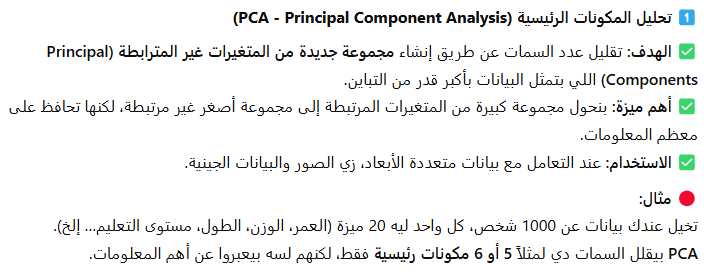 1 تحليل المكونات الرئيسية (PCA - Principal Component Analysis)
✅ الهدف: تقليل عدد السمات عن طريق إنشاء مجموعة جديدة من المتغيرات غير المترابطة (Principal
Components) اللي بتمثل البيانات بأكبر قدر من التباين.
✅ أهم ميزة: بنحول مجموعة كبيرة من المتغيرات المرتبطة إلى مجموعة أصغر غير مرتبطة، لكنها تحافظ على
معظم المعلومات.
✅ الاستخدام: عند التعامل مع بيانات متعددة الأبعاد، زي الصور والبيانات الجينية.
🔴 مثال:
تخيل عندك بيانات عن 1000 شخص، كل واحد ليه 20 ميزة (العمر، الوزن، الطول، مستوى التعليم... إلخ).
PCA بيقلل السمات دي لمثلاً 5 أو 6 مكونات رئيسية فقط، لكنهم لسه بيعبروا عن أهم المعلومات.